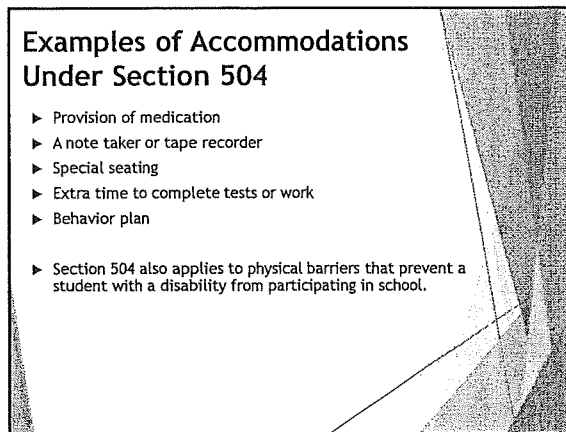 Examples of Accommodations
Under Section 504
► Provision of medication
► A note taker or tape recorder
► Special seating
► Extra time to complete tests or work
► Behavior plan
► Section 504 also applies to physical barriers that prevent a
student with a disability from participating in school.